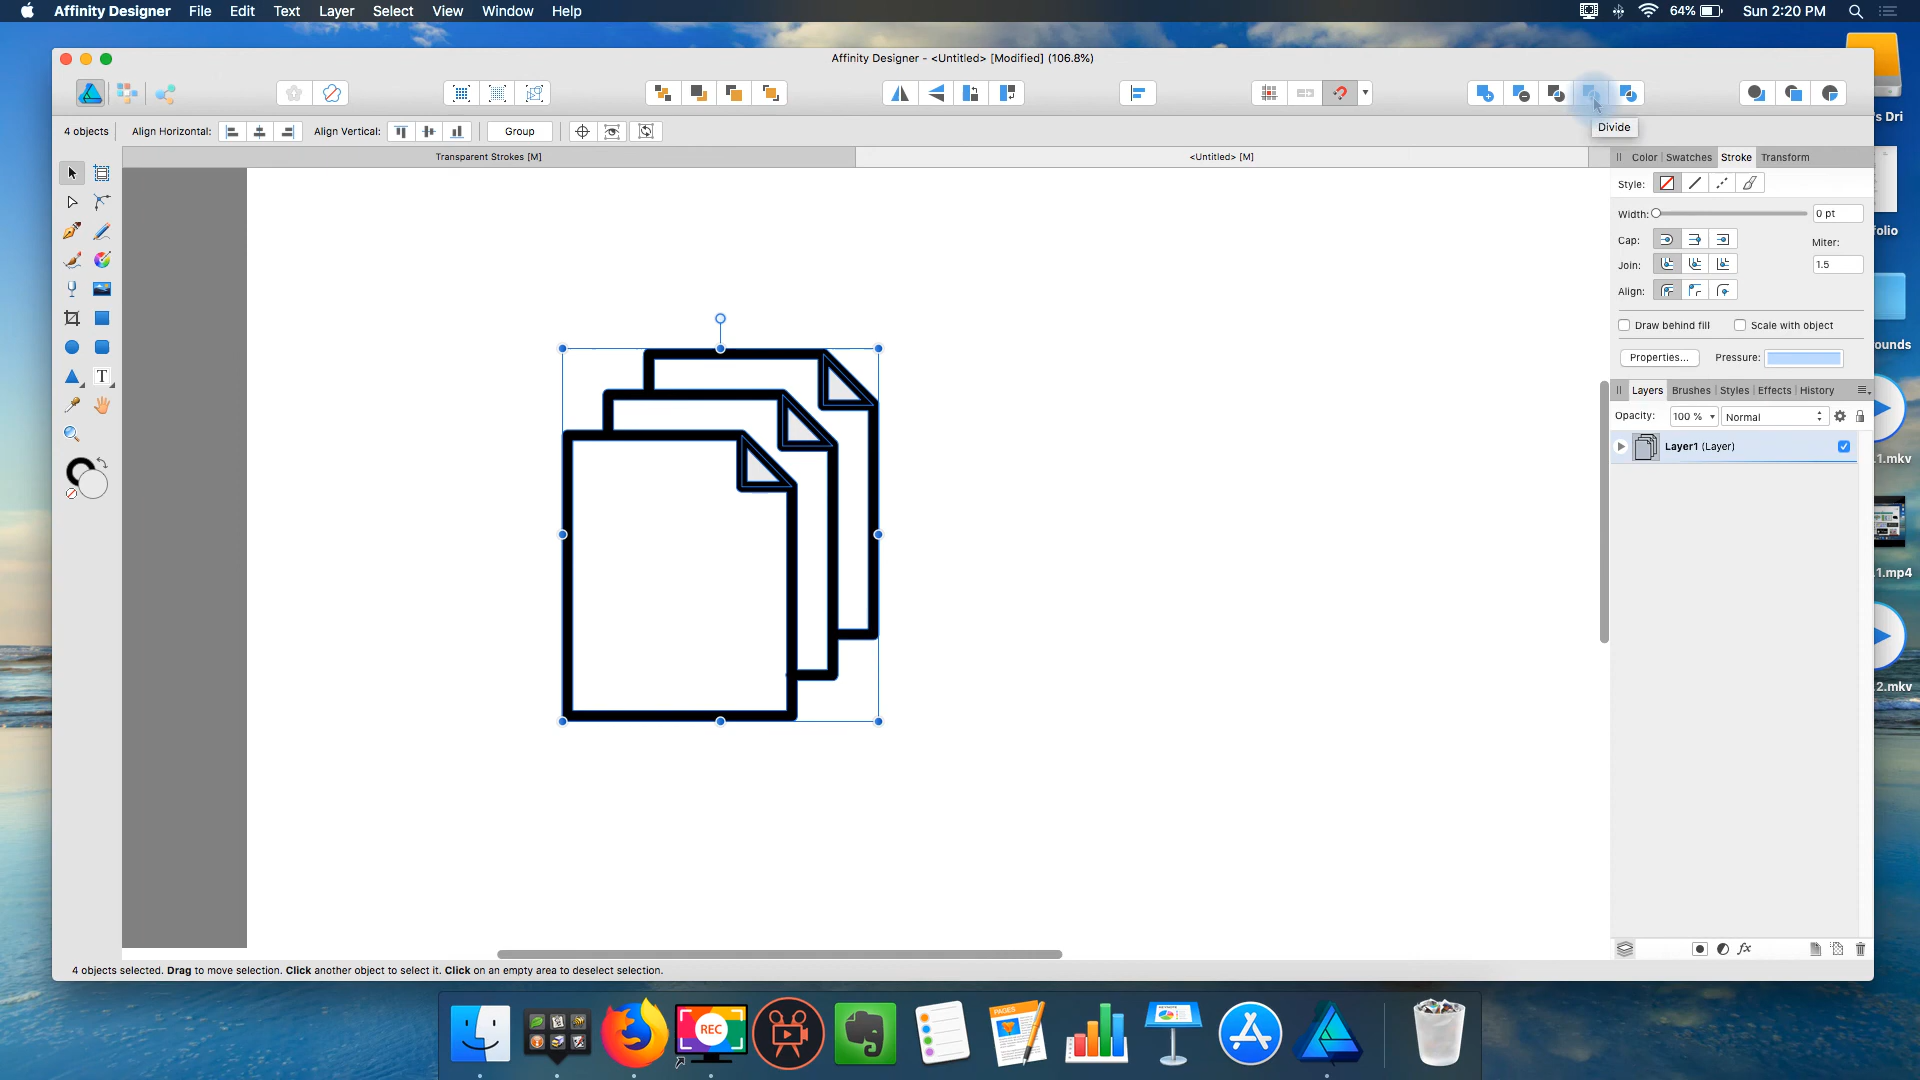 Affinity Designer File Edit Text Layer Select View Window Help 64% Sun 2:20 PM
Affinity Designer - <Untitled> [Modified] (106.8%)
's Dri
4 objects Align Horizontal: Align Vertical: Group
Divide
Transparent Strokes [M] <Untitled> [M]
Color Swatches Stroke Transform
Style:
Width: 0 pt
folio
Cap: Miter:
Join: 1.5
Align:
Draw behind fill Scale with object
ounds
Properties... Pressure:
Layers Brushes Styles Effects History
Opacity: 100 % Normal
Layer1 (Layer)
.1.mkv
.1.mp4
.2.mkv
fx
4 objects selected. Drag to move selection. Click another object to select it. Click on an empty area to deselect selection.
REC
PAGES